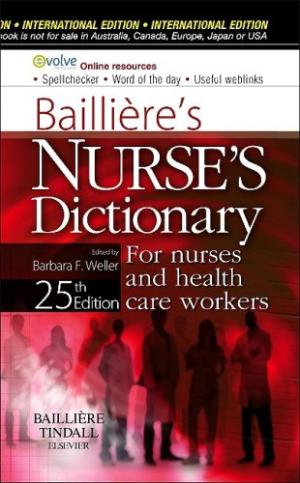 ON • INTERNATIONAL EDITION • INTERNATIONAL EDITION
ook is not for sale in Australia, Canada, Europe, Japan or USA
evolve Online resources
• Spellchecker • Word of the day • Useful weblinks
Baillière's
NURSE'S
Dictionary
Edited by
Barbara F. Weller
25th Edition
For nurses
and health
care workers
BAILLIÈRE
TINDALL
ELSEVIER